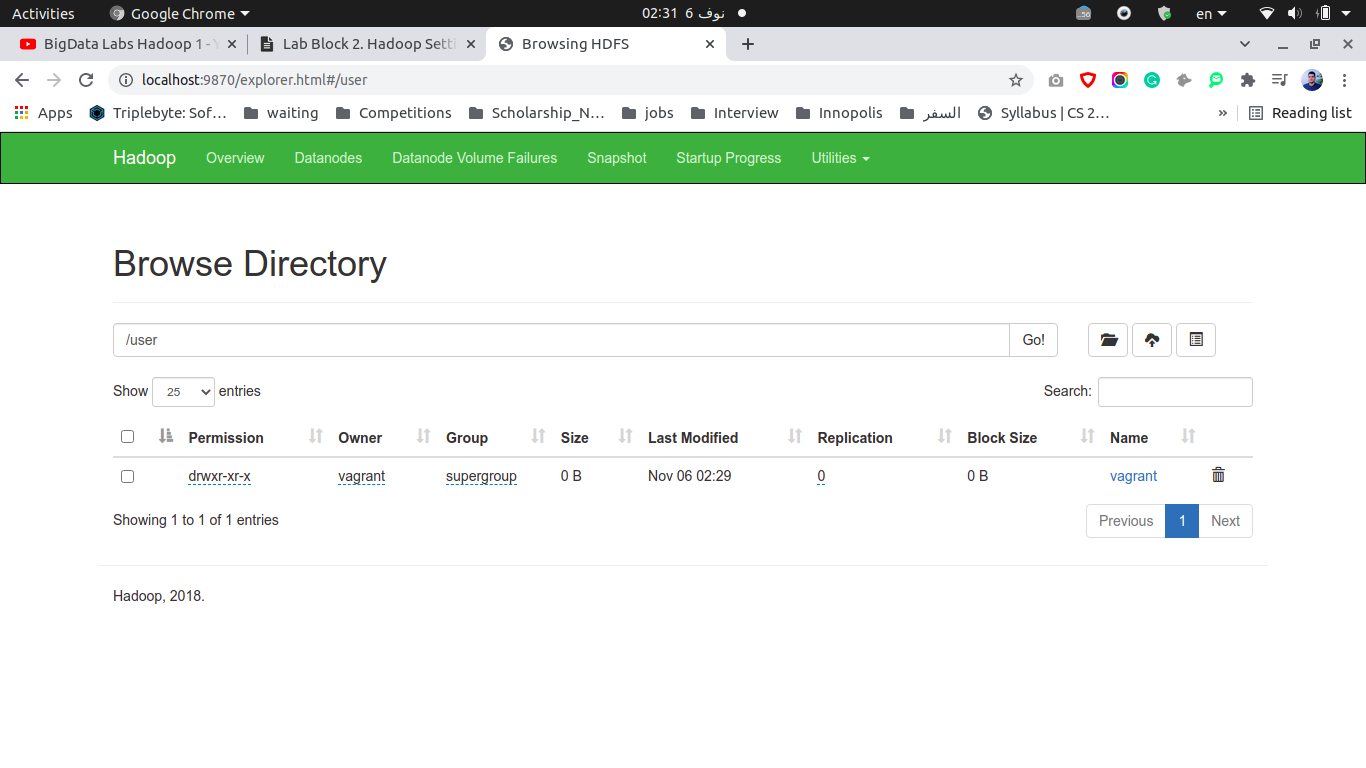 Activities Google Chrome 02:31 6 نوف .56 en
BigData Labs Hadoop 1 - Y Lab Block 2. Hadoop Setti Browsing HDFS
localhost:9870/explorer.html#/user
Apps Triplebyte: Sof... waiting Competitions Scholarship_N... jobs Interview Innopolis السفر Syllabus | CS 2... » Reading list
Hadoop Overview Datanodes Datanode Volume Failures Snapshot Startup Progress Utilities
Browse Directory
/user Go!
Show 25 entries Search:
Permission Owner Group Size Last Modified Replication Block Size Name
drwxr-xr-x vagrant supergroup 0 B Nov 06 02:29 0 0 B vagrant
Showing 1 to 1 of 1 entries Previous 1 Next
Hadoop, 2018.